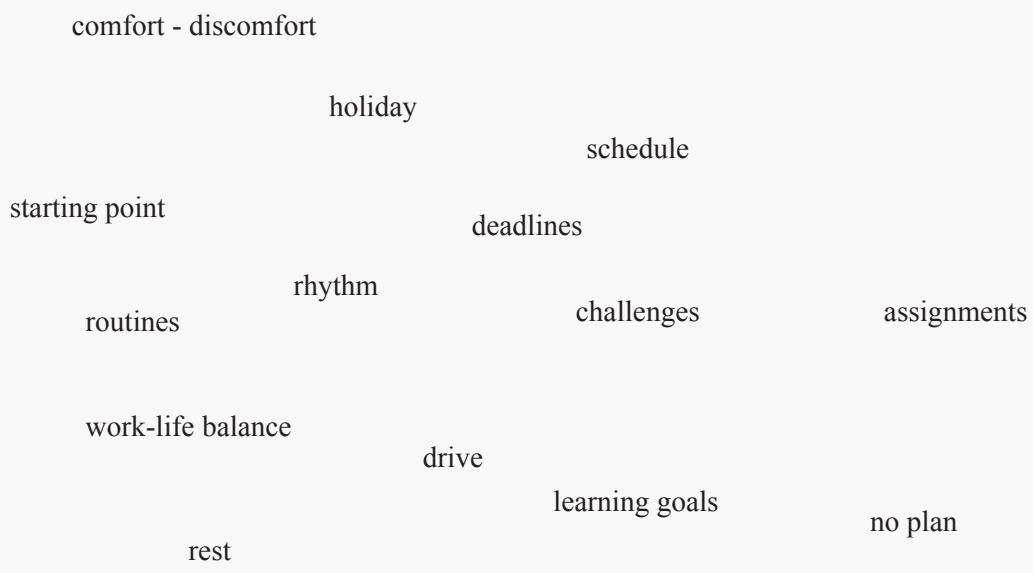 comfort - discomfort
holiday
schedule
starting point
deadlines
rhythm
challenges
assignments
routines
work-life balance
drive
learning goals
no plan
rest